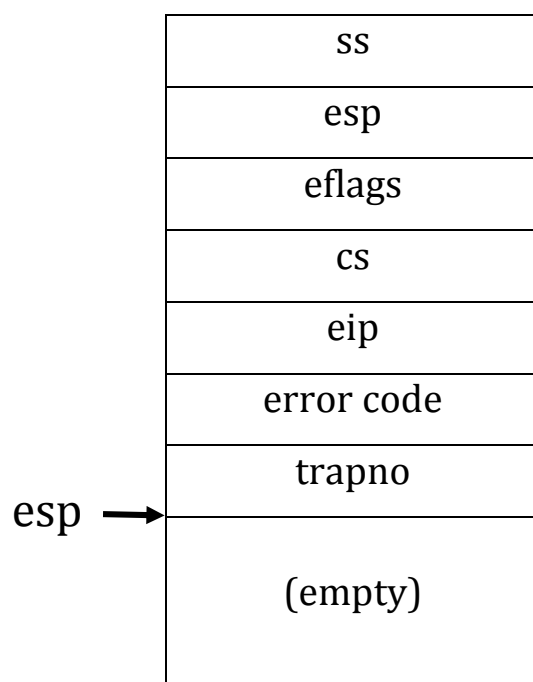 ss
esp
eflags
cs
eip
error code
trapno
esp
(empty)